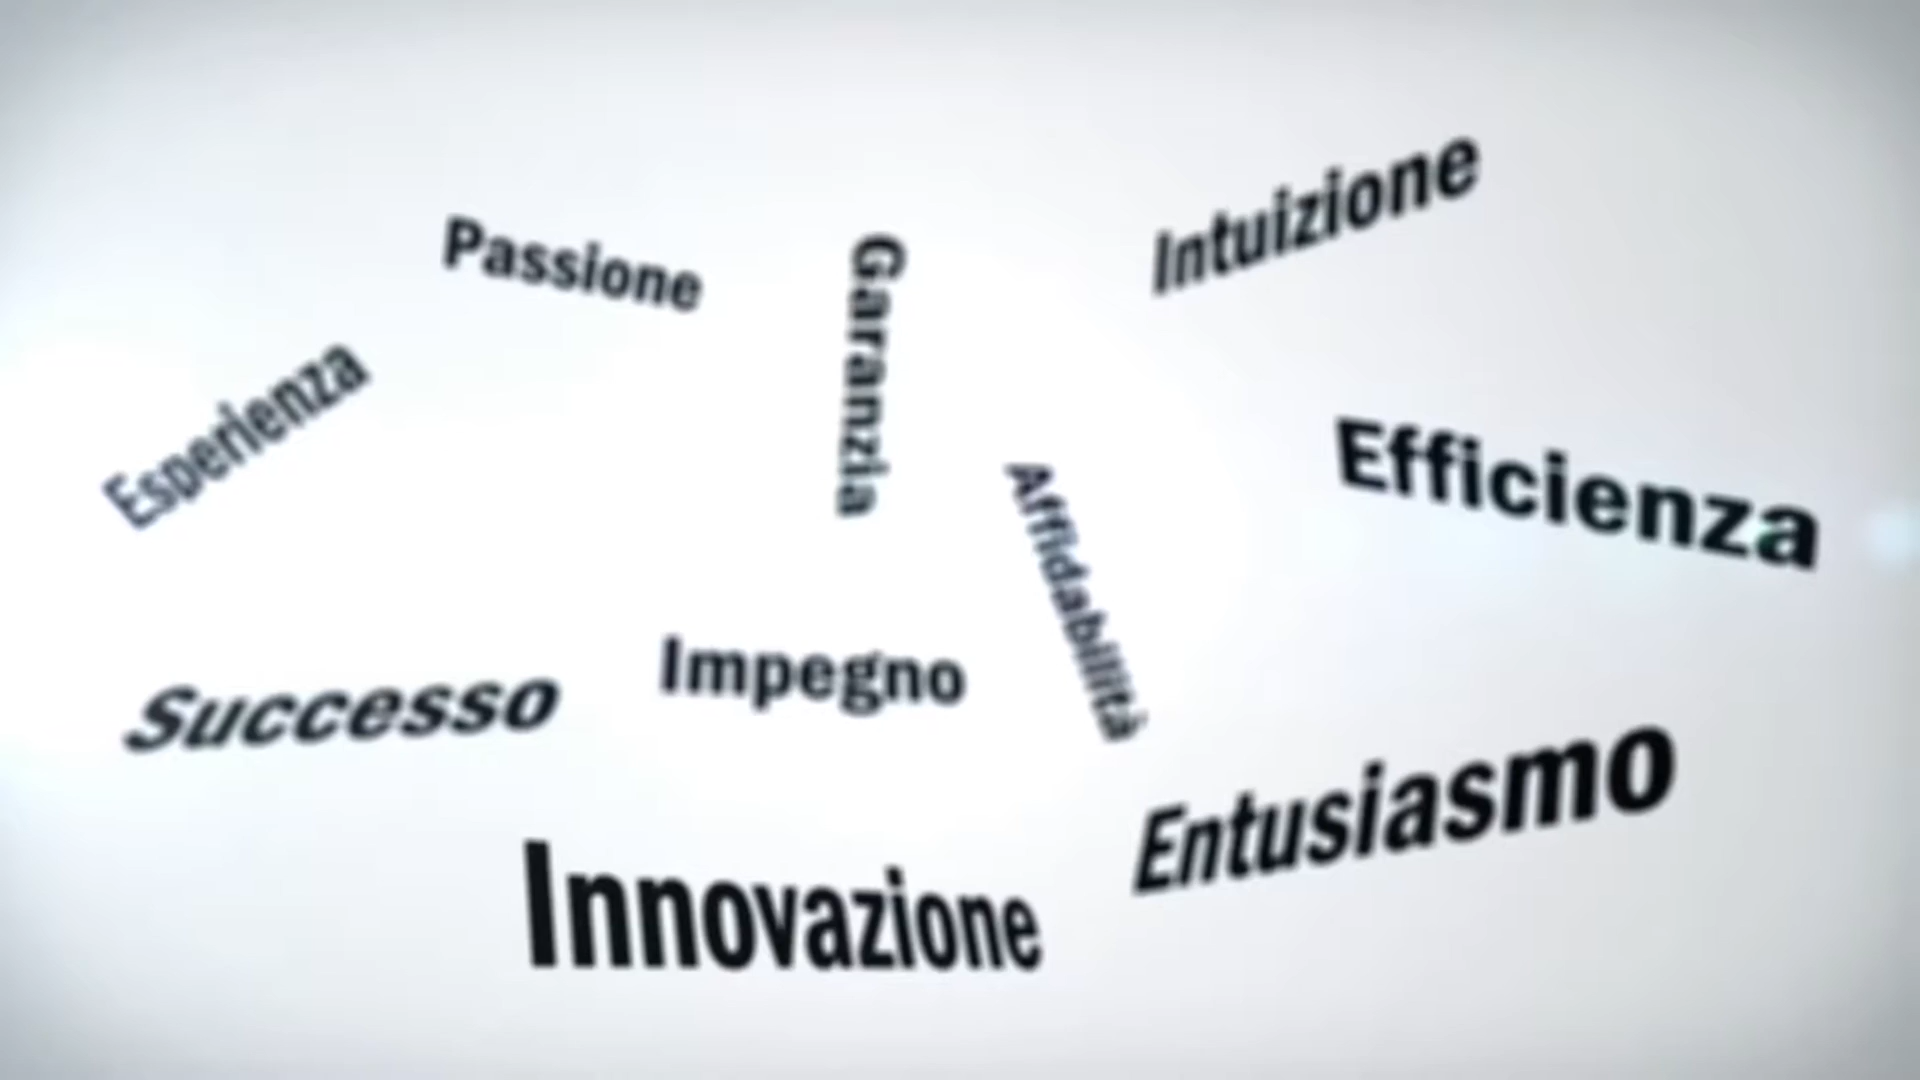 Intuizione
Passione
Garanzia
Esperienza
Efficienza
Affidabilità
Impegno
Successo
Entusiasmo
Innovazione